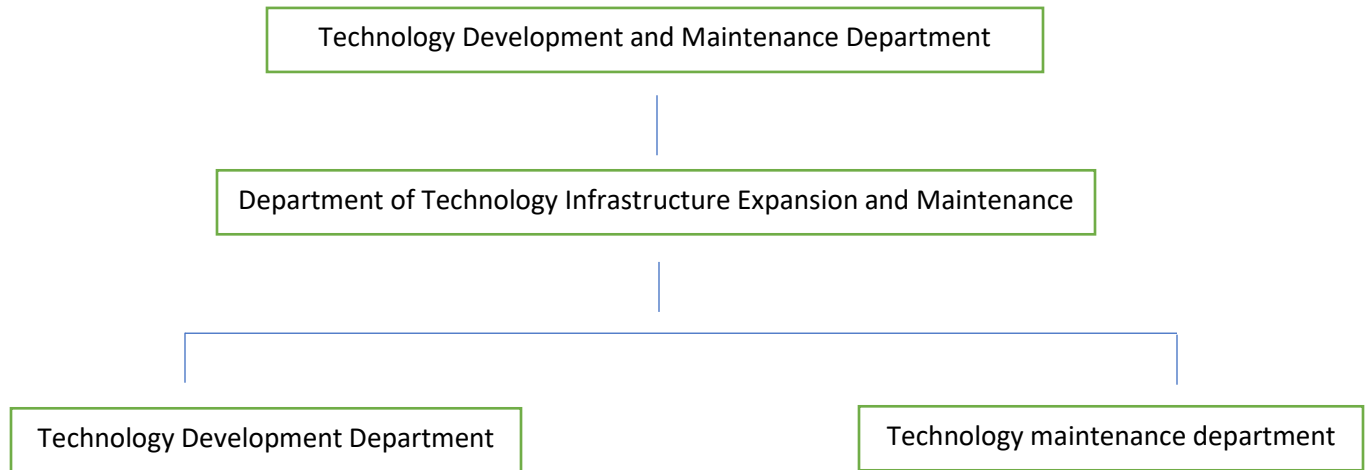 Technology Development and Maintenance Department
Department of Technology Infrastructure Expansion and Maintenance
Technology Development Department
Technology maintenance department